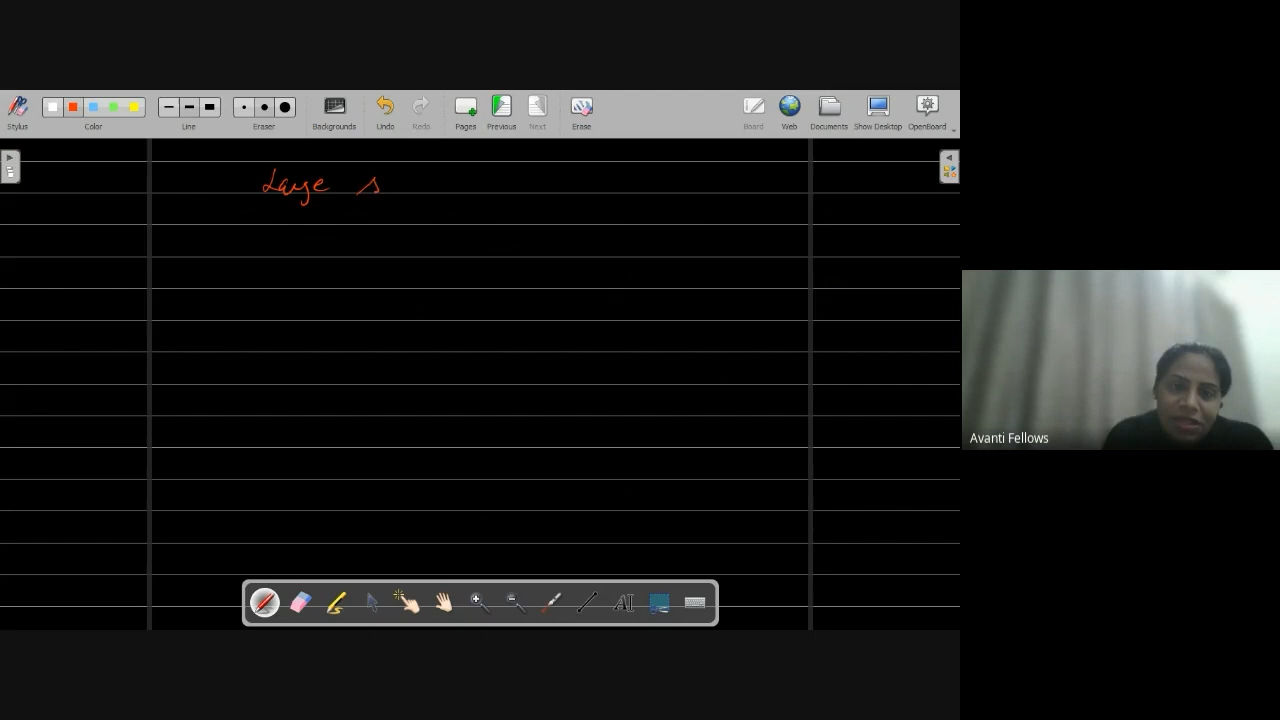 Stylus Color Line Eraser Backgrounds Undo Redo Pages Previous Next Erase Board Web Documents Show Desktop OpenBoard
Large s
AI
Avanti Fellows